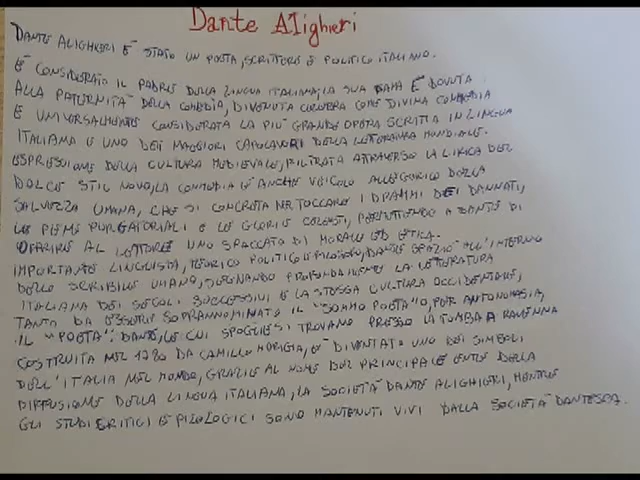 Dante Alighieri
DANTE ALIGHIERI È STATO UN POETA, SCRITTORE E POLITICO ITALIANO.
È CONSIDERATO IL PADRE DELLA LINGUA ITALIANA; LA SUA FAMA È DOVUTA
ALLA PATERNITÀ DELLA COMEDÌA, DIVENUTA CELEBRE COME DIVINA COMMEDIA
E UNIVERSALMENTE CONSIDERATA LA PIÙ GRANDE OPERA SCRITTA IN LINGUA
ITALIANA E UNO DEI MAGGIORI CAPOLAVORI DELLA LETTERATURA MONDIALE.
ESPRESSIONE DELLA CULTURA MEDIEVALE, FILTRATA ATTRAVERSO LA LIRICA DEL
DOLCE STIL NOVO, LA COMMEDIA È ANCHE VEICOLO ALLEGORICO DELLA
SALVEZZA UMANA, CHE SI CONCRETA NEL TOCCARE I DRAMMI DEI DANNATI,
LE PENE PURGATORIALI E LE GLORIE CELESTI, PERMETTENDO A DANTE DI
OFFRIRE AL LETTORE UNO SPACCATO DI MORALE ED ETICA.
IMPORTANTE LINGUISTA, TEORICO POLITICO E FILOSOFO, DANTE SPAZIÒ ALL'INTERNO
DELLO SCIBILE UMANO, SEGNANDO PROFONDAMENTE LA LETTERATURA
ITALIANA DEI SECOLI SUCCESSIVI E LA STESSA CULTURA OCCIDENTALE,
TANTO DA ESSERE SOPRANNOMINATO IL "SOMMO POETA" O, PER ANTONOMASIA,
IL "POETA". DANTE, LE CUI SPOGLIE SI TROVANO PRESSO LA TOMBA A RAVENNA
COSTRUITA NEL 1780 DA CAMILLO MORIGIA, È DIVENTATO UNO DEI SIMBOLI
DELL'ITALIA NEL MONDO, GRAZIE AL NOME DEL PRINCIPALE ENTE DELLA
DIFFUSIONE DELLA LINGUA ITALIANA, LA SOCIETÀ DANTE ALIGHIERI, MENTRE
GLI STUDI CRITICI E FILOLOGICI SONO MANTENUTI VIVI DALLA SOCIETÀ DANTESCA.